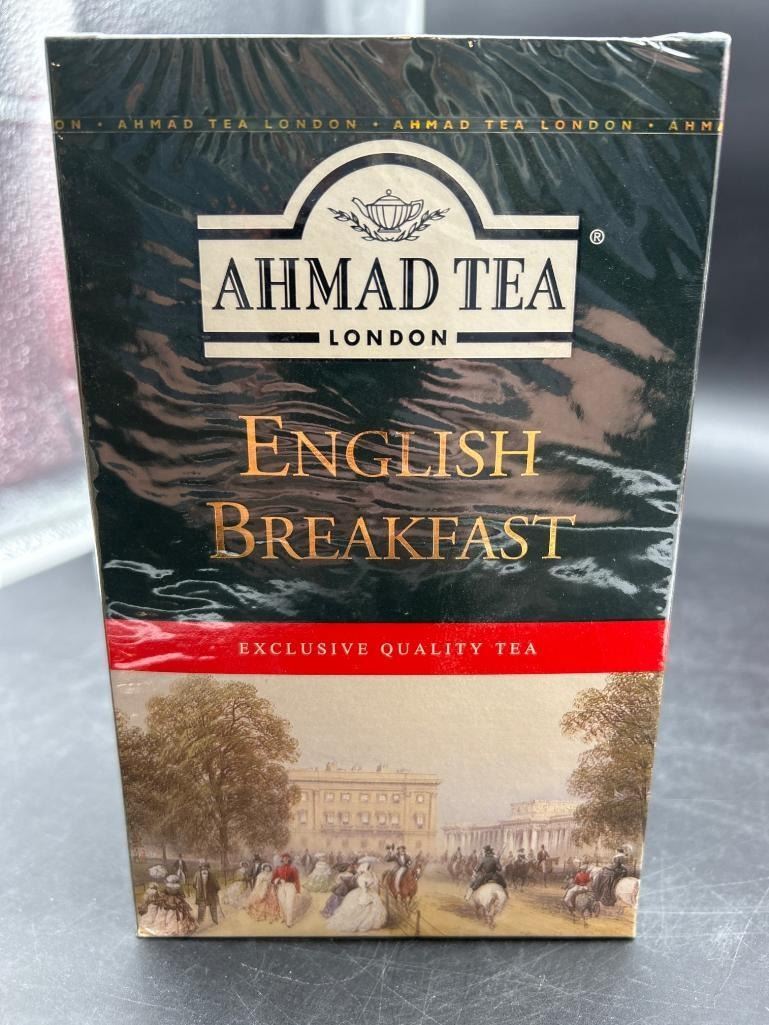 ON • AHMAD TEA LONDON • AHMAD TEA LONDON • AHMA
AHMAD TEA ®
LONDON
ENGLISH
BREAKFAST
EXCLUSIVE QUALITY TEA